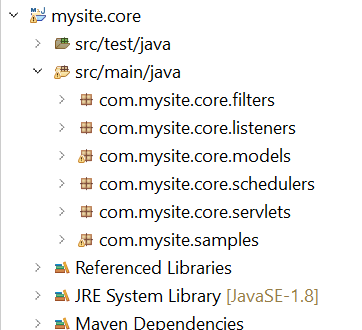 mysite.core
src/test/java
src/main/java
com.mysite.core.filters
com.mysite.core.listeners
com.mysite.core.models
com.mysite.core.schedulers
com.mysite.core.servlets
com.mysite.samples
Referenced Libraries
JRE System Library [JavaSE-1.8]
Maven Dependencies